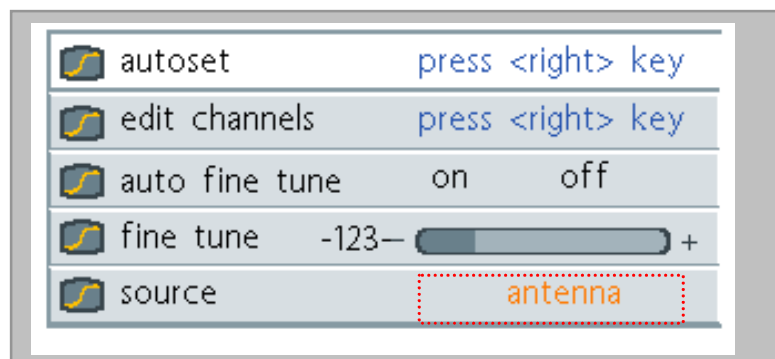 autoset press <right> key
edit channels press <right> key
auto fine tune on off
fine tune -123— +
source antenna